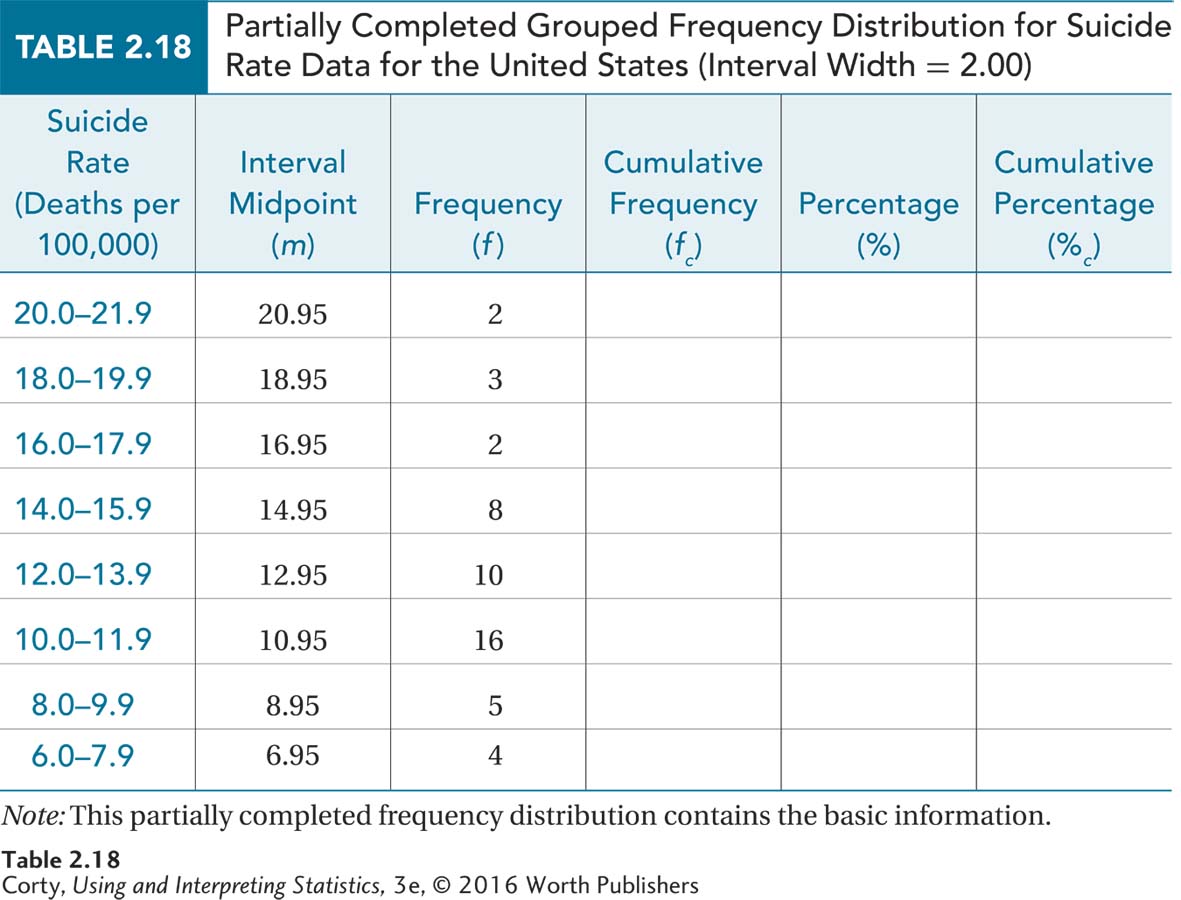 TABLE 2.18
Partially Completed Grouped Frequency Distribution for Suicide
Rate Data for the United States (Interval Width = 2.00)
Suicide
Rate
(Deaths per
100,000)
Interval
Midpoint
(m)
Frequency
(f)
Cumulative
Frequency
(fc)
Percentage
(%)
Cumulative
Percentage
(%c)
20.0–21.9 20.95 2
18.0–19.9 18.95 3
16.0–17.9 16.95 2
14.0–15.9 14.95 8
12.0–13.9 12.95 10
10.0–11.9 10.95 16
8.0–9.9 8.95 5
6.0–7.9 6.95 4
Note: This partially completed frequency distribution contains the basic information.
Table 2.18
Corty, Using and Interpreting Statistics, 3e, © 2016 Worth Publishers